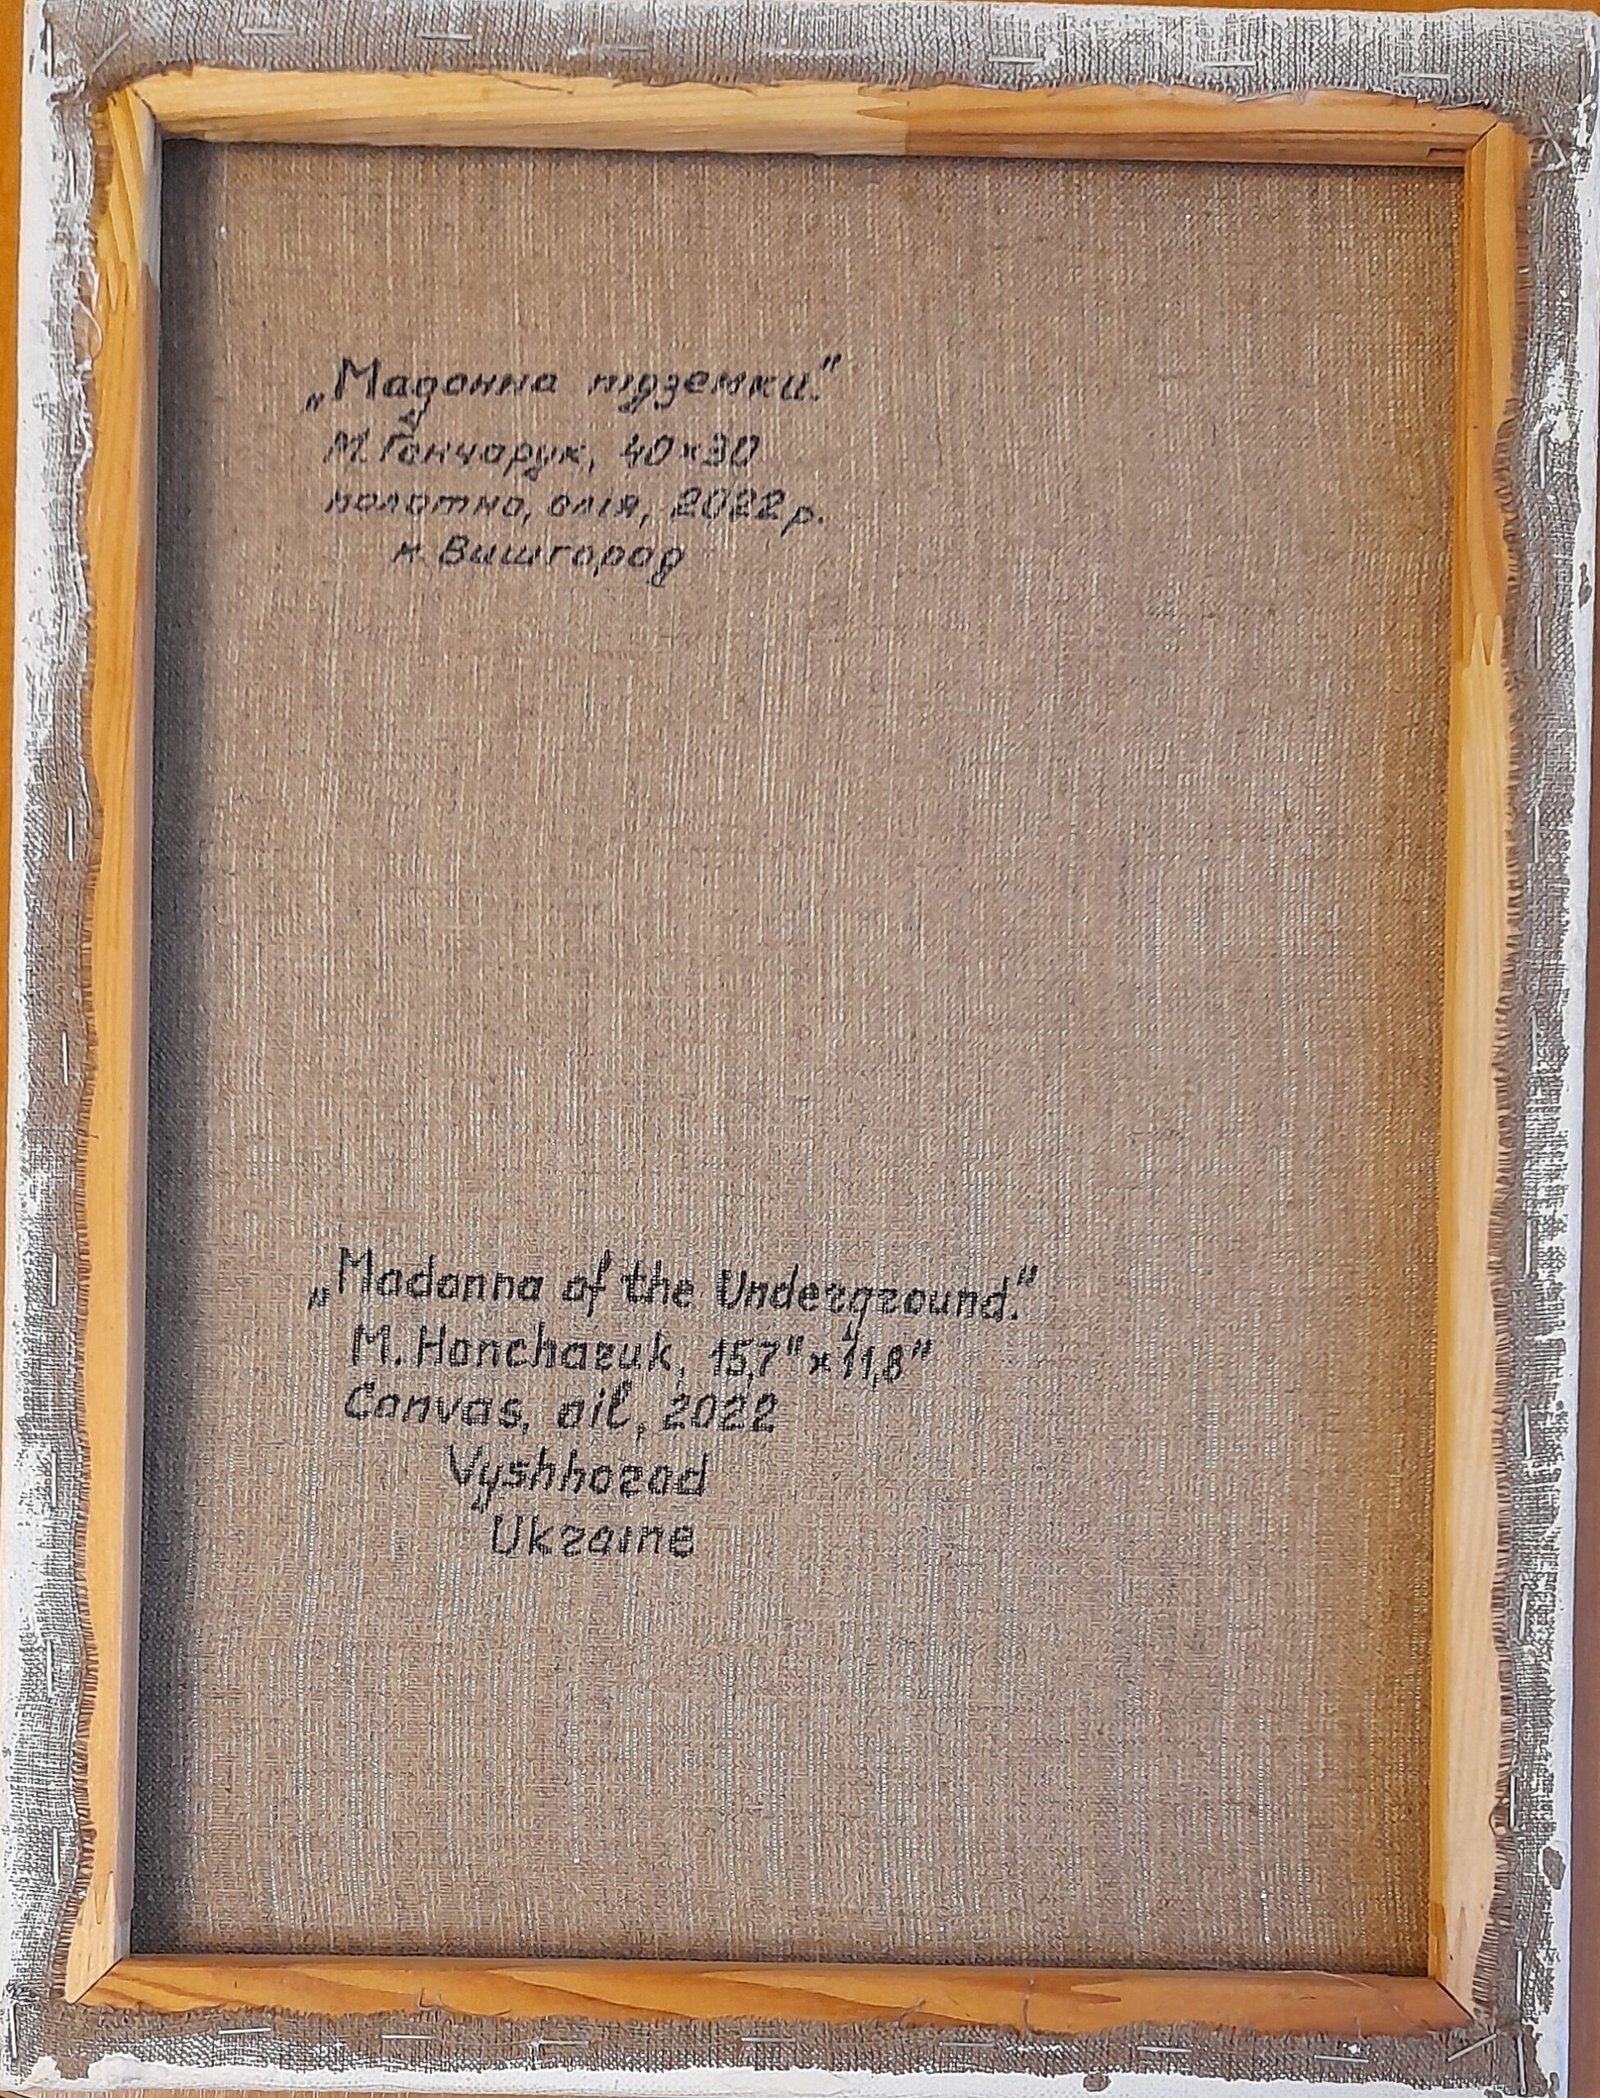 „Мадонна підземки."
М. Гончарук, 40×30
полотно, олія, 2022 р.
м. Вишгород
„Madonna of the Underground."
M. Honcharuk, 15,7"×11,8"
Canvas, oil, 2022
Vyshhorod
Ukraine